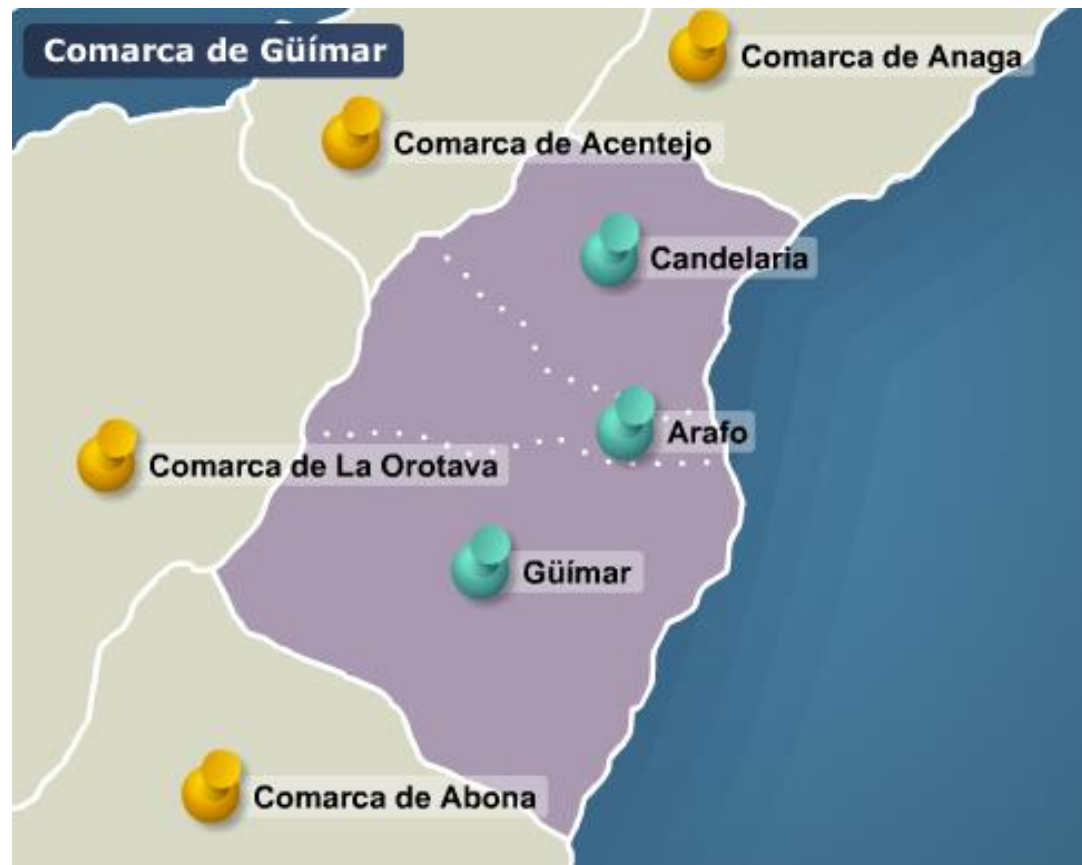 Comarca de Güímar
Comarca de Anaga
Comarca de Acentejo
Candelaria
Arafo
Comarca de La Orotava
Güímar
Comarca de Abona